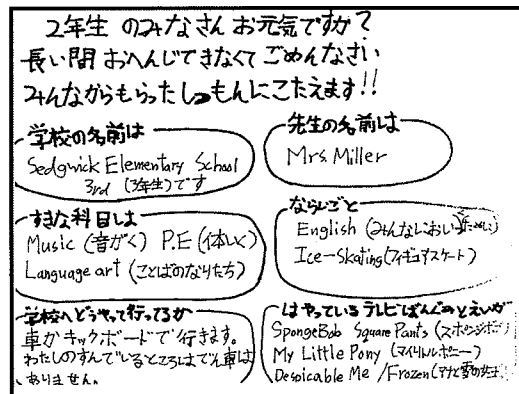 2年生 のみなさん お元気ですか?
長い間 おへんじできなくて ごめんなさい
みんなからもらったしつもんにこたえます!!
学校の名前は
Sedgwick Elementary School
3rd (3年生)です
先生の名前は
Mrs. Miller
すきな科目は
Music (音がく) P.E (体いく)
Language art (ことばのなりたち)
ならいごと
English (みんなにおいつくために)
Ice-Skating (フィギュアスケート)
学校へどうやって行ってるか
車かキックボードで行きます。
わたしのすんでいるところはでん車は
ありません。
はやっているテレビばんぐみとえいが
SpongeBob SquarePants (スポンジボブ)
My Little Pony (マイリトルポニー)
Despicable Me / Frozen (アナと雪の女王)